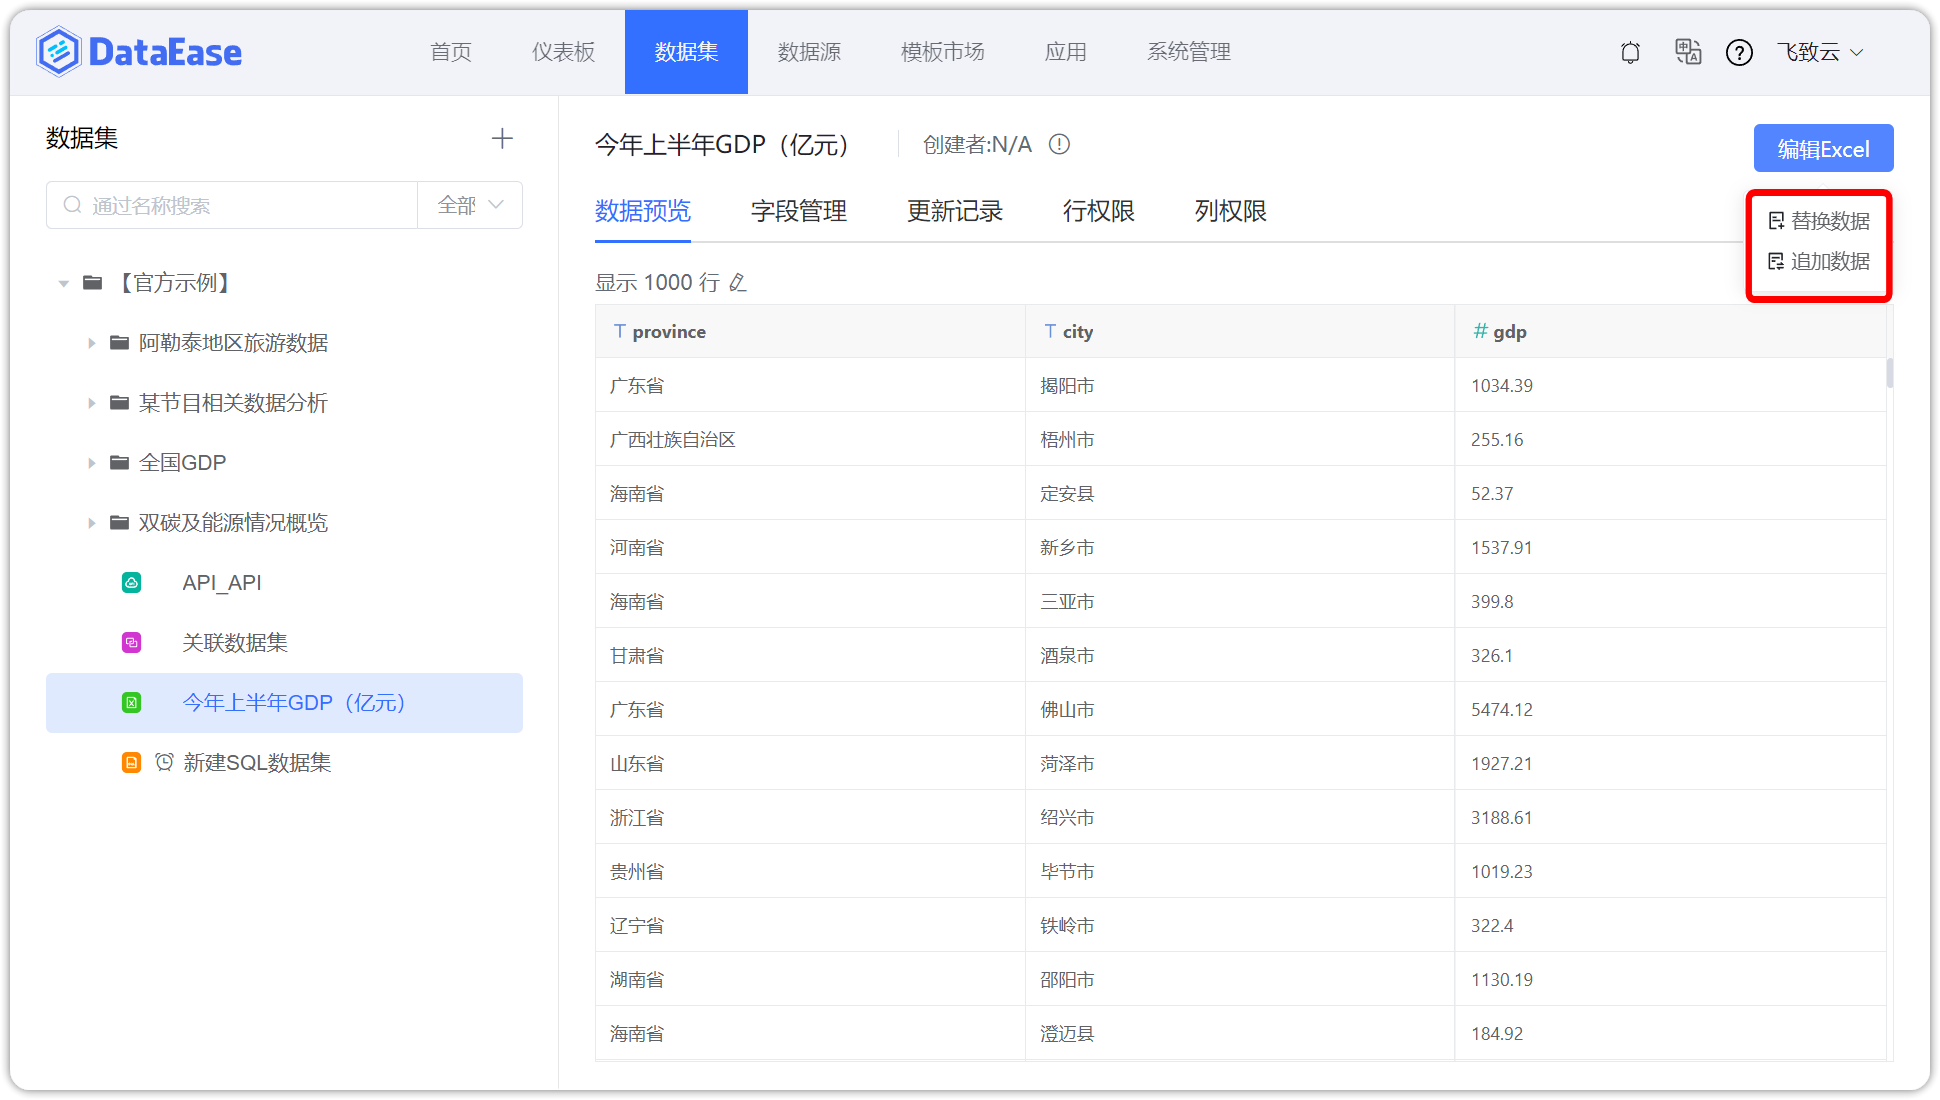 DataEase 首页 仪表板 数据集 数据源 模板市场 应用 系统管理 飞致云
数据集
通过名称搜索 全部
【官方示例】
阿勒泰地区旅游数据
某节目相关数据分析
全国GDP
双碳及能源情况概览
API_API
关联数据集
今年上半年GDP（亿元）
新建SQL数据集
今年上半年GDP（亿元） 创建者:N/A 编辑Excel
数据预览 字段管理 更新记录 行权限 列权限
替换数据
追加数据
显示 1000 行
province city gdp
广东省 揭阳市 1034.39
广西壮族自治区 梧州市 255.16
海南省 定安县 52.37
河南省 新乡市 1537.91
海南省 三亚市 399.8
甘肃省 酒泉市 326.1
广东省 佛山市 5474.12
山东省 菏泽市 1927.21
浙江省 绍兴市 3188.61
贵州省 毕节市 1019.23
辽宁省 铁岭市 322.4
湖南省 邵阳市 1130.19
海南省 澄迈县 184.92